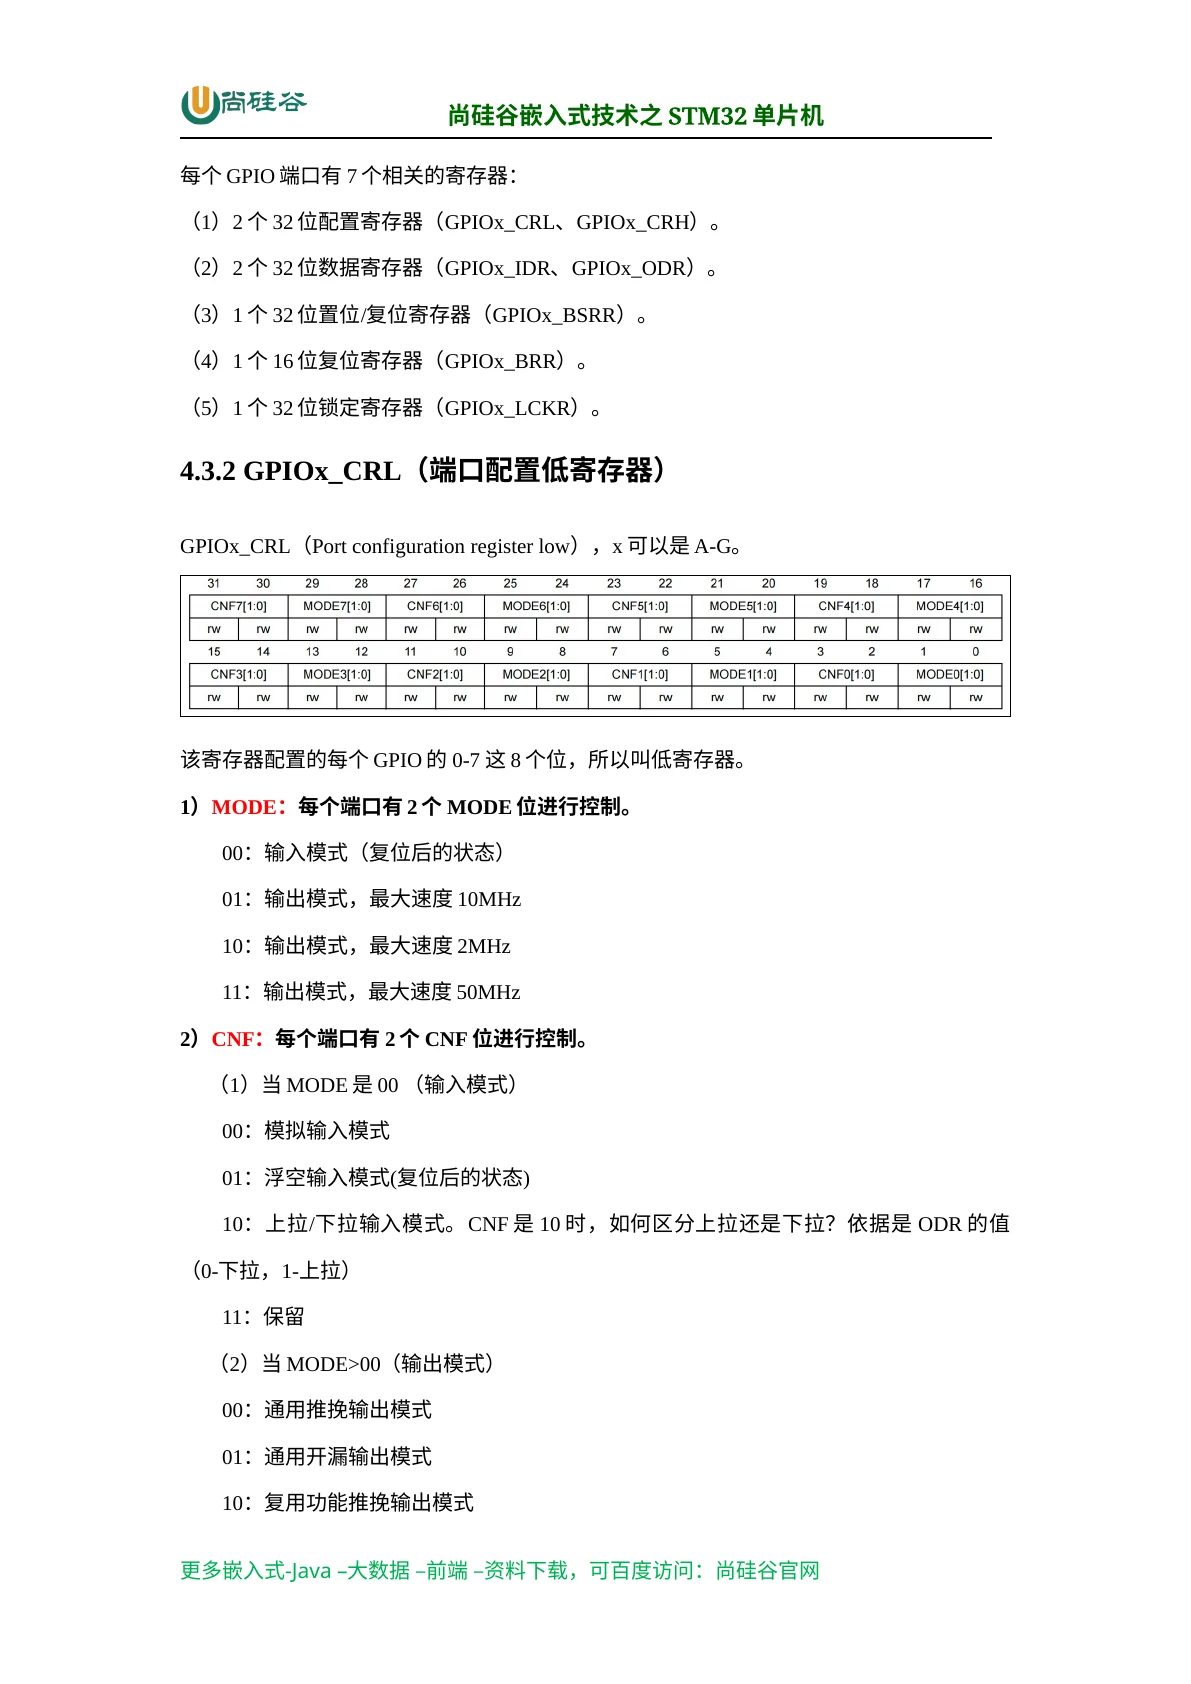 尚硅谷
尚硅谷嵌入式技术之 STM32 单片机
每个 GPIO 端口有 7 个相关的寄存器：
（1）2 个 32 位配置寄存器（GPIOx_CRL、GPIOx_CRH）。
（2）2 个 32 位数据寄存器（GPIOx_IDR、GPIOx_ODR）。
（3）1 个 32 位置位/复位寄存器（GPIOx_BSRR）。
（4）1 个 16 位复位寄存器（GPIOx_BRR）。
（5）1 个 32 位锁定寄存器（GPIOx_LCKR）。
4.3.2 GPIOx_CRL（端口配置低寄存器）
GPIOx_CRL（Port configuration register low），x 可以是 A-G。
31 30 29 28 27 26 25 24 23 22 21 20 19 18 17 16
CNF7[1:0] MODE7[1:0] CNF6[1:0] MODE6[1:0] CNF5[1:0] MODE5[1:0] CNF4[1:0] MODE4[1:0]
rw rw rw rw rw rw rw rw rw rw rw rw rw rw rw rw
15 14 13 12 11 10 9 8 7 6 5 4 3 2 1 0
CNF3[1:0] MODE3[1:0] CNF2[1:0] MODE2[1:0] CNF1[1:0] MODE1[1:0] CNF0[1:0] MODE0[1:0]
rw rw rw rw rw rw rw rw rw rw rw rw rw rw rw rw
该寄存器配置的每个 GPIO 的 0-7 这 8 个位，所以叫低寄存器。
1）MODE：每个端口有 2 个 MODE 位进行控制。
00：输入模式（复位后的状态）
01：输出模式，最大速度 10MHz
10：输出模式，最大速度 2MHz
11：输出模式，最大速度 50MHz
2）CNF：每个端口有 2 个 CNF 位进行控制。
（1）当 MODE 是 00 （输入模式）
00：模拟输入模式
01：浮空输入模式(复位后的状态)
10：上拉/下拉输入模式。CNF 是 10 时，如何区分上拉还是下拉？依据是 ODR 的值
（0-下拉，1-上拉）
11：保留
（2）当 MODE>00（输出模式）
00：通用推挽输出模式
01：通用开漏输出模式
10：复用功能推挽输出模式
更多嵌入式-Java –大数据 –前端 –资料下载，可百度访问：尚硅谷官网